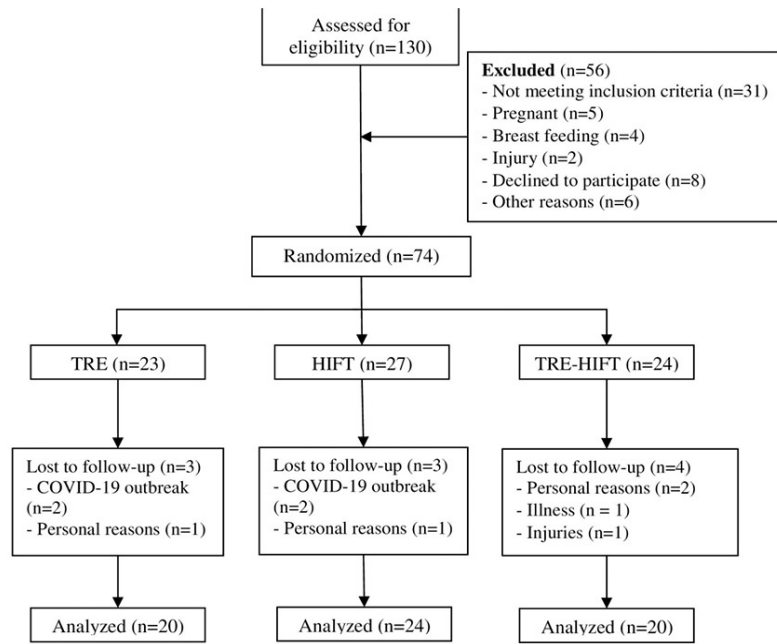 Assessed for
eligibility (n=130)
Excluded (n=56)
- Not meeting inclusion criteria (n=31)
- Pregnant (n=5)
- Breast feeding (n=4)
- Injury (n=2)
- Declined to participate (n=8)
- Other reasons (n=6)
Randomized (n=74)
TRE (n=23)
HIFT (n=27)
TRE-HIFT (n=24)
Lost to follow-up (n=3)
- COVID-19 outbreak
(n=2)
- Personal reasons (n=1)
Lost to follow-up (n=3)
- COVID-19 outbreak
(n=2)
- Personal reasons (n=1)
Lost to follow-up (n=4)
- Personal reasons (n=2)
- Illness (n = 1)
- Injuries (n=1)
Analyzed (n=20)
Analyzed (n=24)
Analyzed (n=20)